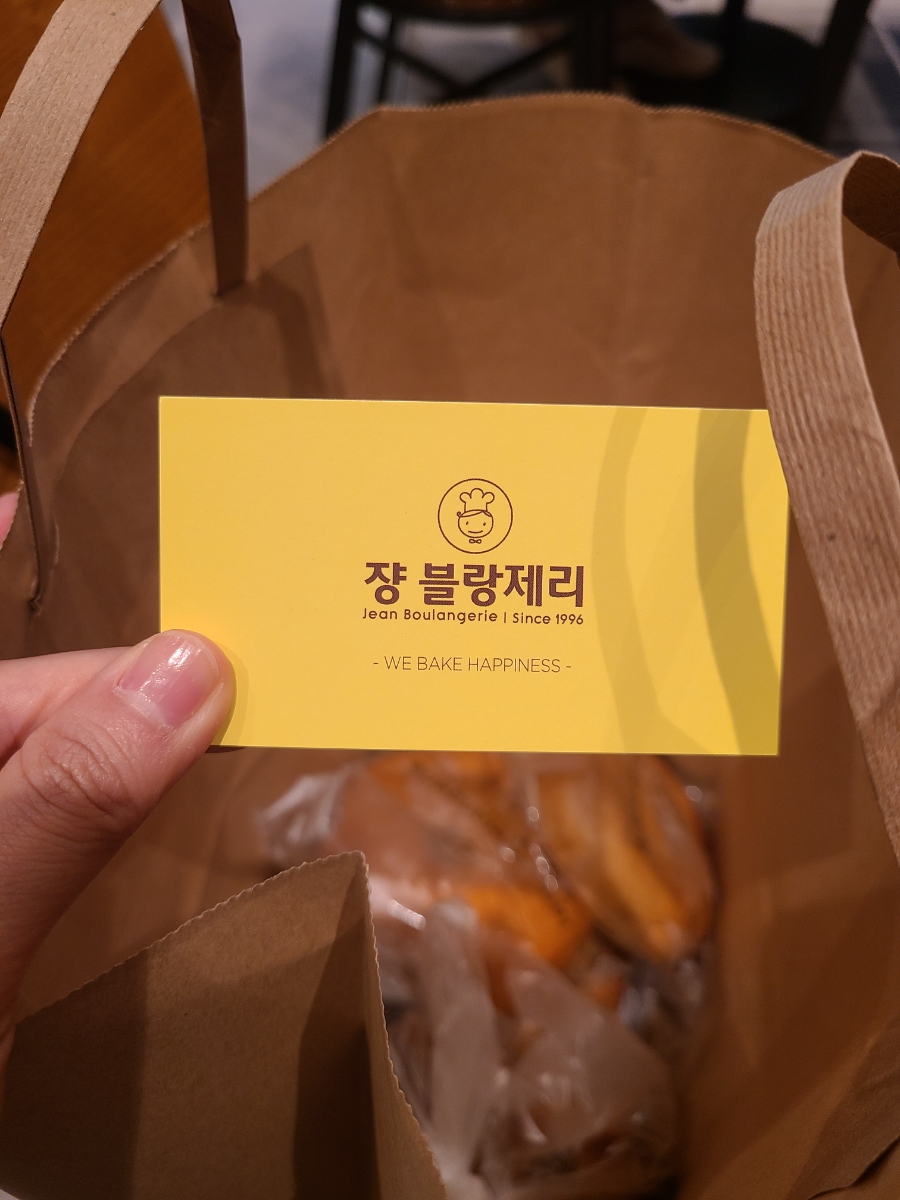 쟝 블랑제리
Jean Boulangerie | Since 1996
- WE BAKE HAPPINESS -